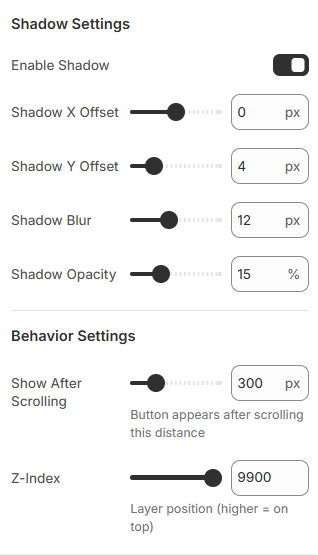 Shadow Settings
Enable Shadow
Shadow X Offset 0 px
Shadow Y Offset 4 px
Shadow Blur 12 px
Shadow Opacity 15 %
Behavior Settings
Show After
Scrolling
300 px
Button appears after scrolling
this distance
Z-Index 9900
Layer position (higher = on
top)